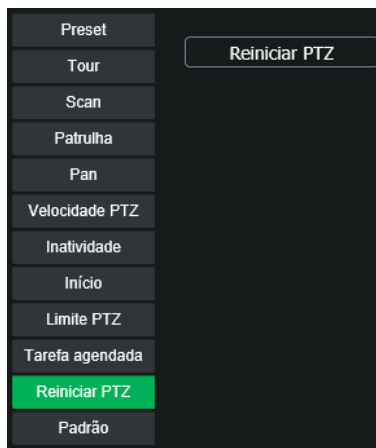 Preset
Tour
Scan
Patrulha
Pan
Velocidade PTZ
Inatividade
Início
Limite PTZ
Tarefa agendada
Reiniciar PTZ
Padrão
Reiniciar PTZ